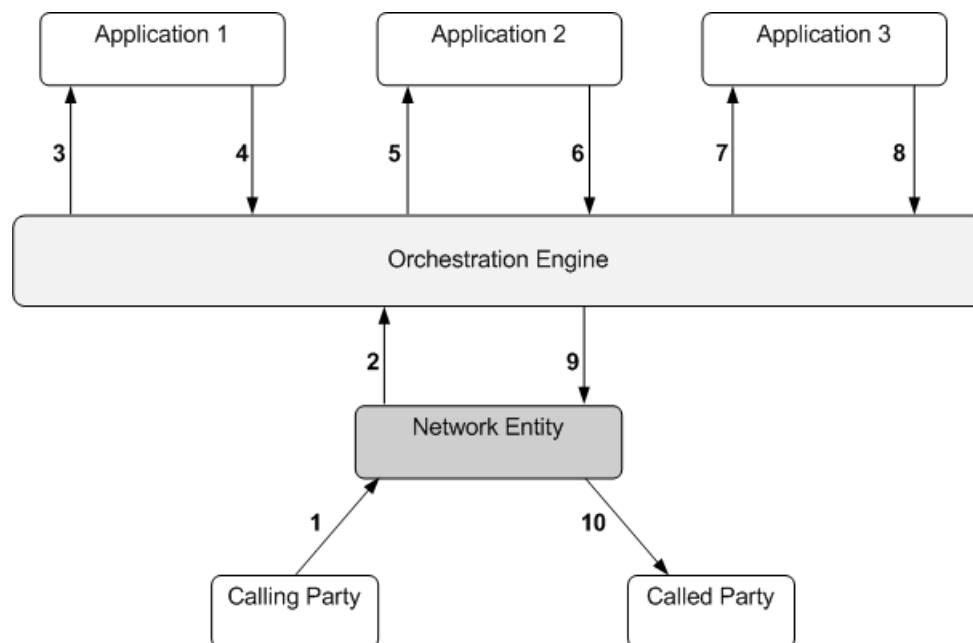 Application 1
Application 2
Application 3
3
4
5
6
7
8
Orchestration Engine
2
9
Network Entity
1
10
Calling Party
Called Party